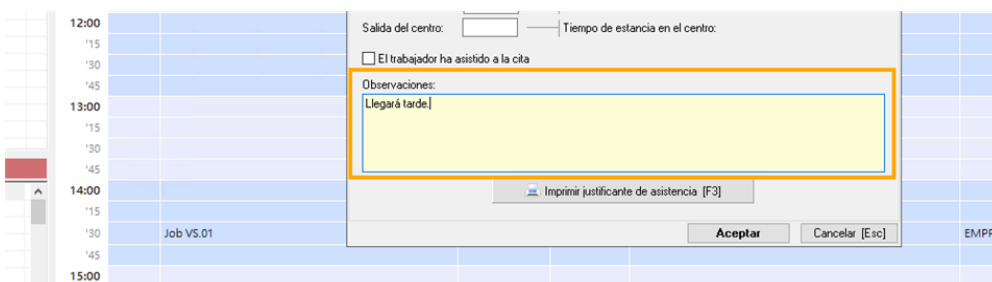 12:00
'15
'30
'45
13:00
'15
'30
'45
14:00
'15
'30
'45
15:00
Job VS.01
Salida del centro: Tiempo de estancia en el centro:
El trabajador ha asistido a la cita
Observaciones:
Llegará tarde.
Imprimir justificante de asistencia [F3]
Aceptar Cancelar [Esc]
EMPR